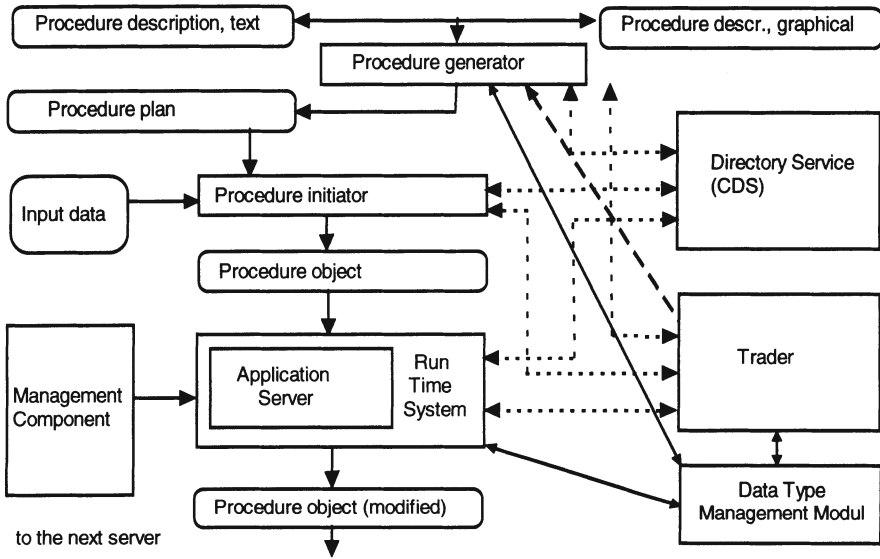 Procedure description, text
Procedure descr., graphical
Procedure generator
Procedure plan
Directory Service
(CDS)
Procedure initiator
Input data
Procedure object
Trader
Application
Server
Run
Time
System
Management
Component
Data Type
Management Modul
Procedure object (modified)
to the next server